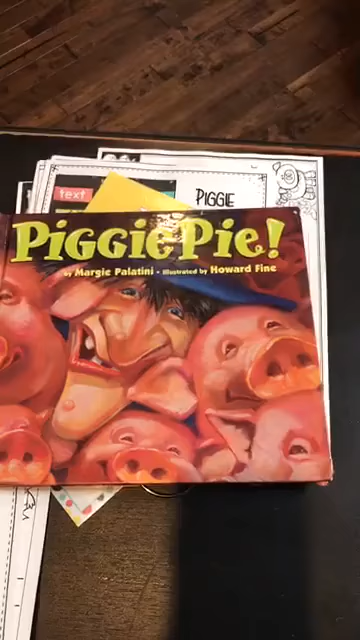 text
PIGGIE
Piggie Pie!
by Margie Palatini • Illustrated by Howard Fine